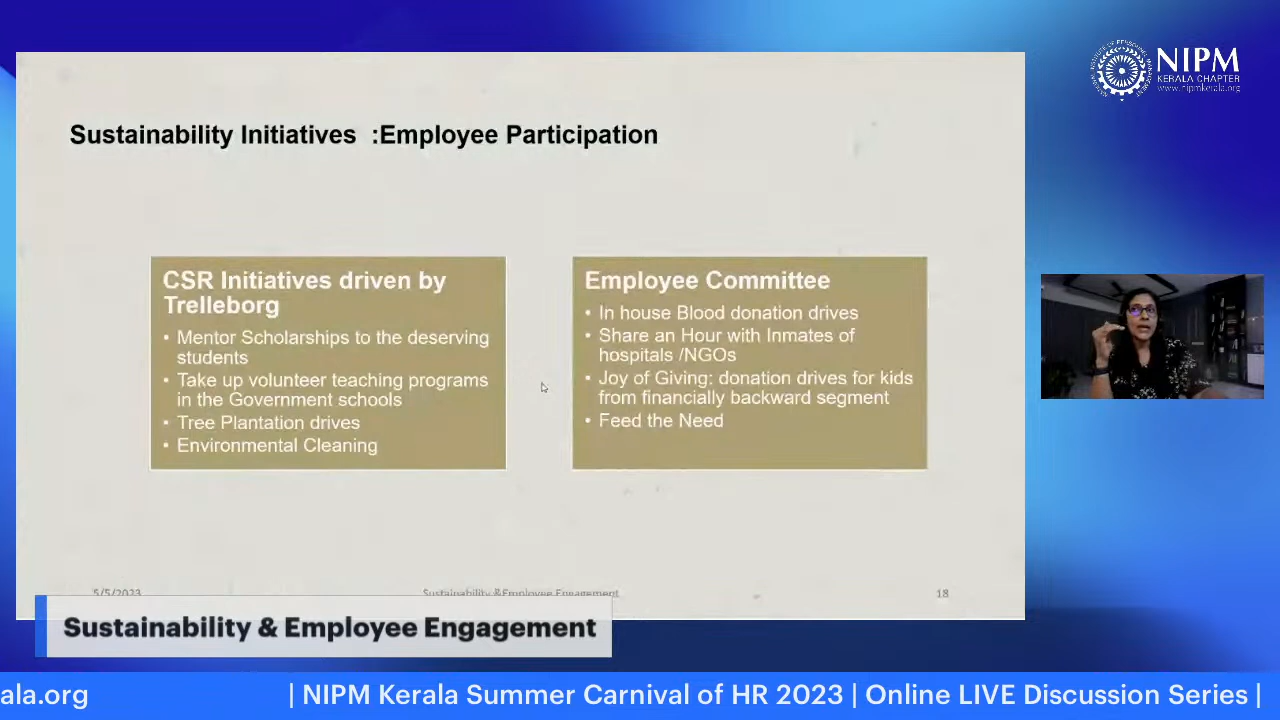 NIPM
KERALA CHAPTER
www.nipmkerala.org
Sustainability Initiatives :Employee Participation
CSR Initiatives driven by
Trelleborg
• Mentor Scholarships to the deserving
students
• Take up volunteer teaching programs
in the Government schools
• Tree Plantation drives
• Environmental Cleaning
Employee Committee
• In house Blood donation drives
• Share an Hour with Inmates of
hospitals /NGOs
• Joy of Giving: donation drives for kids
from financially backward segment
• Feed the Need
5/5/2023
Sustainability &Employee Engagement
18
Sustainability & Employee Engagement
ala.org | NIPM Kerala Summer Carnival of HR 2023 | Online LIVE Discussion Series |